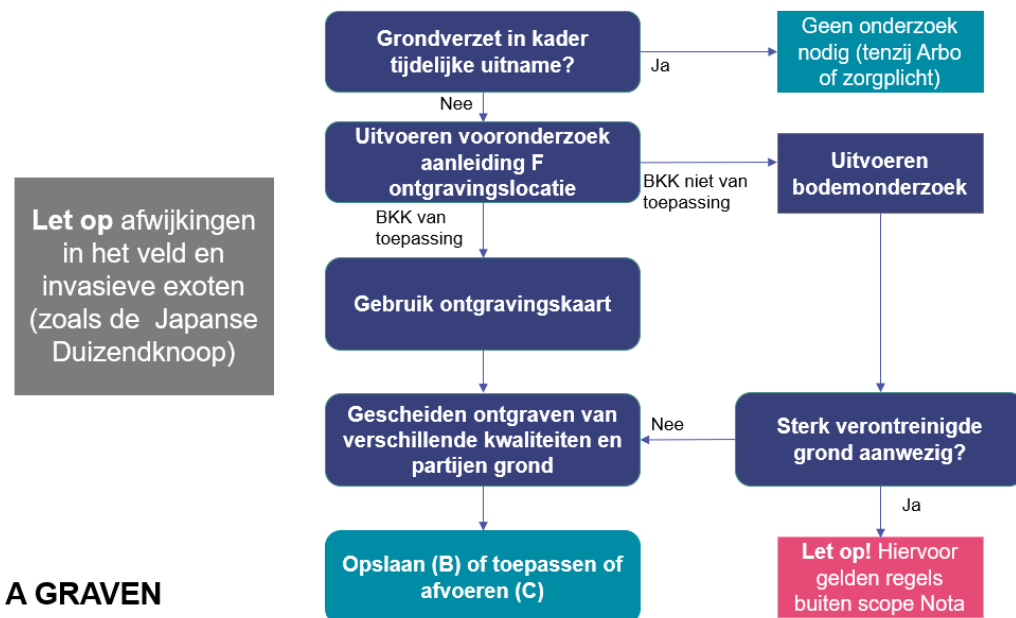 Grondverzet in kader
tijdelijke uitname?
Ja
Geen onderzoek
nodig (tenzij Arbo
of zorgplicht)
Nee
Uitvoeren vooronderzoek
aanleiding F
ontgravingslocatie
BKK niet van
toepassing
Uitvoeren
bodemonderzoek
BKK van
toepassing
Let op afwijkingen
in het veld en
invasieve exoten
(zoals de Japanse
Duizendknoop)
Gebruik ontgravingskaart
Gescheiden ontgraven van
verschillende kwaliteiten en
partijen grond
Nee
Sterk verontreinigde
grond aanwezig?
Ja
Opslaan (B) of toepassen of
afvoeren (C)
Let op! Hiervoor
gelden regels
buiten scope Nota
A GRAVEN